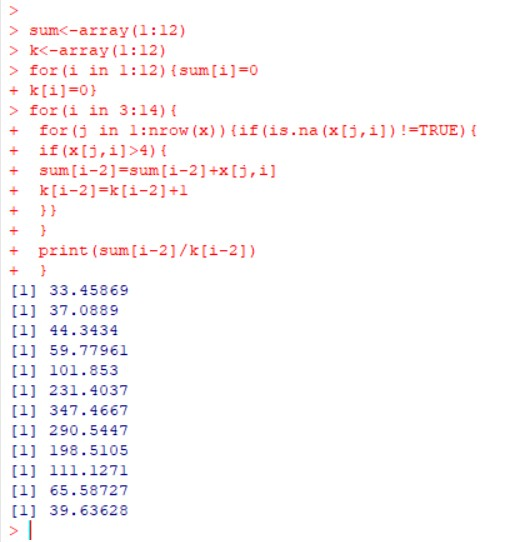 >
> sum<-array(1:12)
> k<-array(1:12)
> for(i in 1:12){sum[i]=0
+ k[i]=0}
> for(i in 3:14){
+  for(j in 1:nrow(x)){if(is.na(x[j,i])!=TRUE){
+  if(x[j,i]>4){
+  sum[i-2]=sum[i-2]+x[j,i]
+  k[i-2]=k[i-2]+1
+  }}
+  }
+  print(sum[i-2]/k[i-2])
+  }
[1] 33.45869
[1] 37.0889
[1] 44.3434
[1] 59.77961
[1] 101.853
[1] 231.4037
[1] 347.4667
[1] 290.5447
[1] 198.5105
[1] 111.1271
[1] 65.58727
[1] 39.63628
>